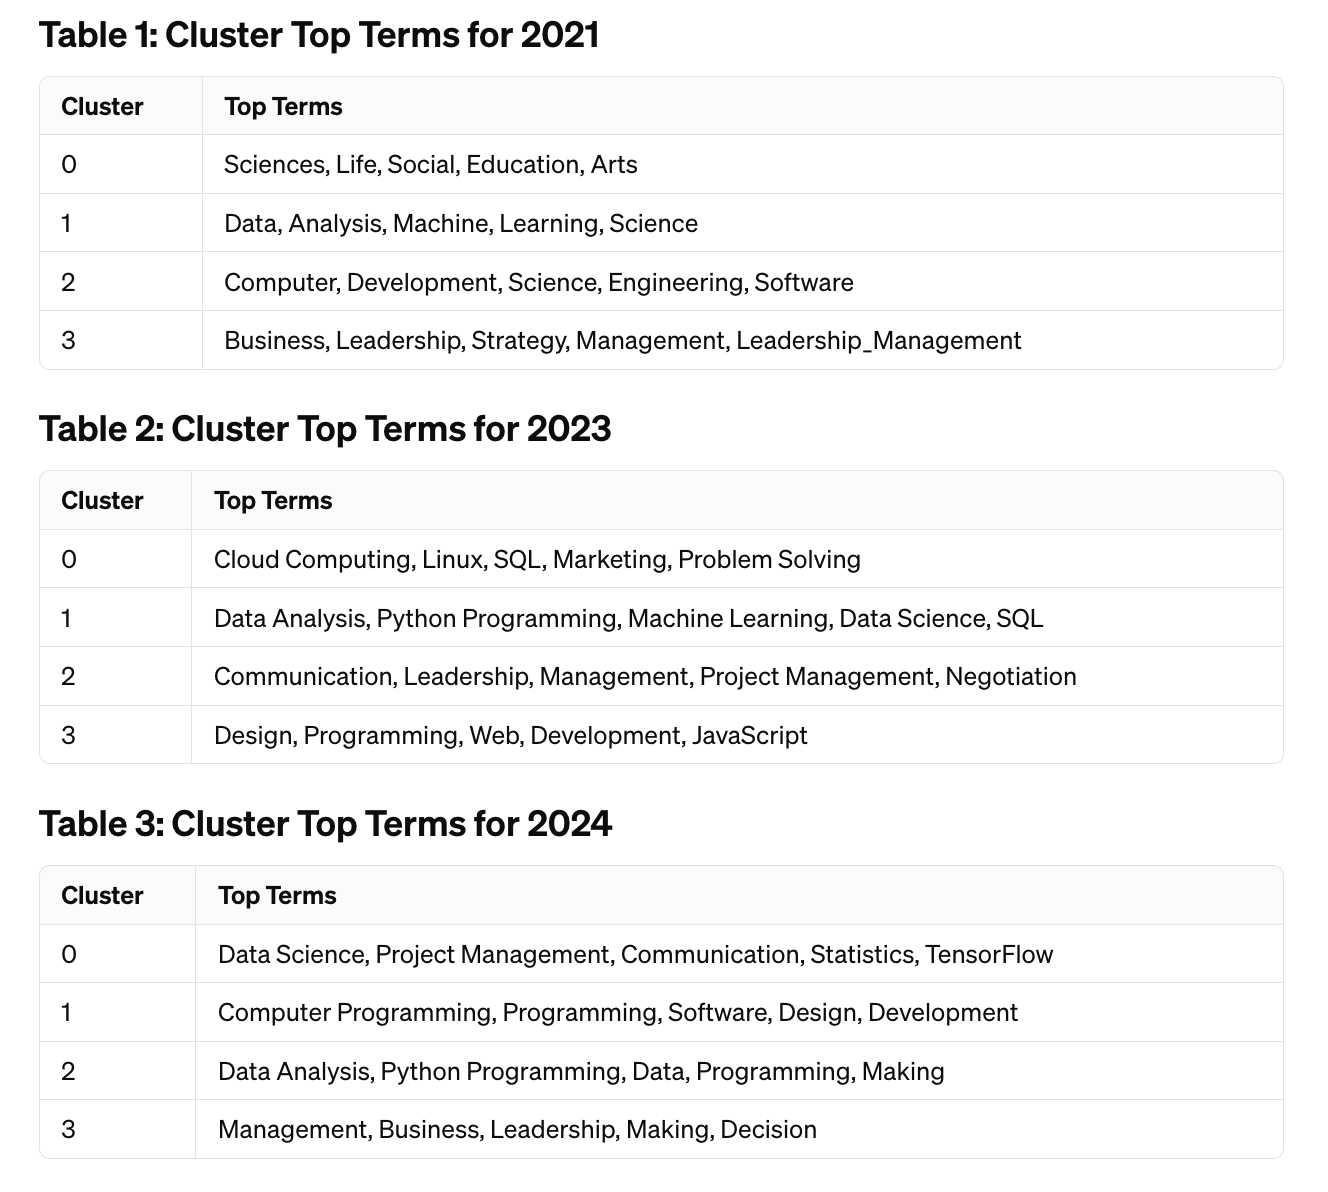 Table 1: Cluster Top Terms for 2021
Cluster Top Terms
0 Sciences, Life, Social, Education, Arts
1 Data, Analysis, Machine, Learning, Science
2 Computer, Development, Science, Engineering, Software
3 Business, Leadership, Strategy, Management, Leadership_Management
Table 2: Cluster Top Terms for 2023
Cluster Top Terms
0 Cloud Computing, Linux, SQL, Marketing, Problem Solving
1 Data Analysis, Python Programming, Machine Learning, Data Science, SQL
2 Communication, Leadership, Management, Project Management, Negotiation
3 Design, Programming, Web, Development, JavaScript
Table 3: Cluster Top Terms for 2024
Cluster Top Terms
0 Data Science, Project Management, Communication, Statistics, TensorFlow
1 Computer Programming, Programming, Software, Design, Development
2 Data Analysis, Python Programming, Data, Programming, Making
3 Management, Business, Leadership, Making, Decision